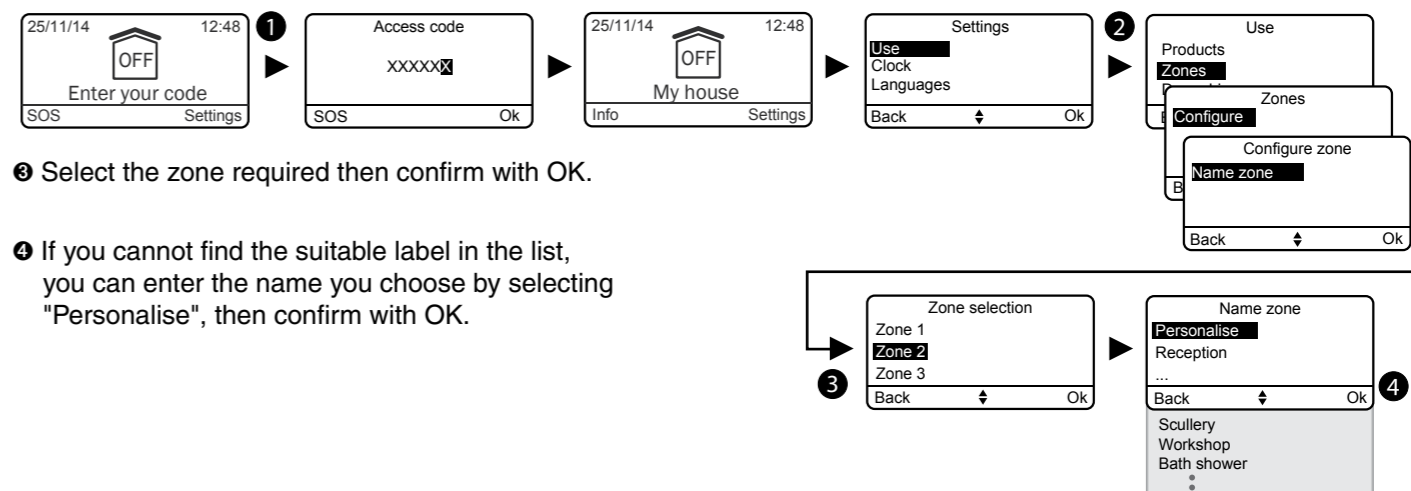 25/11/14 12:48
OFF
Enter your code
SOS Settings
❶
Access code
XXXXXX
SOS Ok
25/11/14 12:48
OFF
My house
Info Settings
Settings
Use
Clock
Languages
Back Ok
❷
Use
Products
Zones
Zones
Configure
Configure zone
Name zone
Back Ok
❸ Select the zone required then confirm with OK.
❹ If you cannot find the suitable label in the list,
you can enter the name you choose by selecting
"Personalise", then confirm with OK.
❸
Zone selection
Zone 1
Zone 2
Zone 3
Back Ok
Name zone
Personalise
Reception
...
Back Ok
❹
Scullery
Workshop
Bath shower